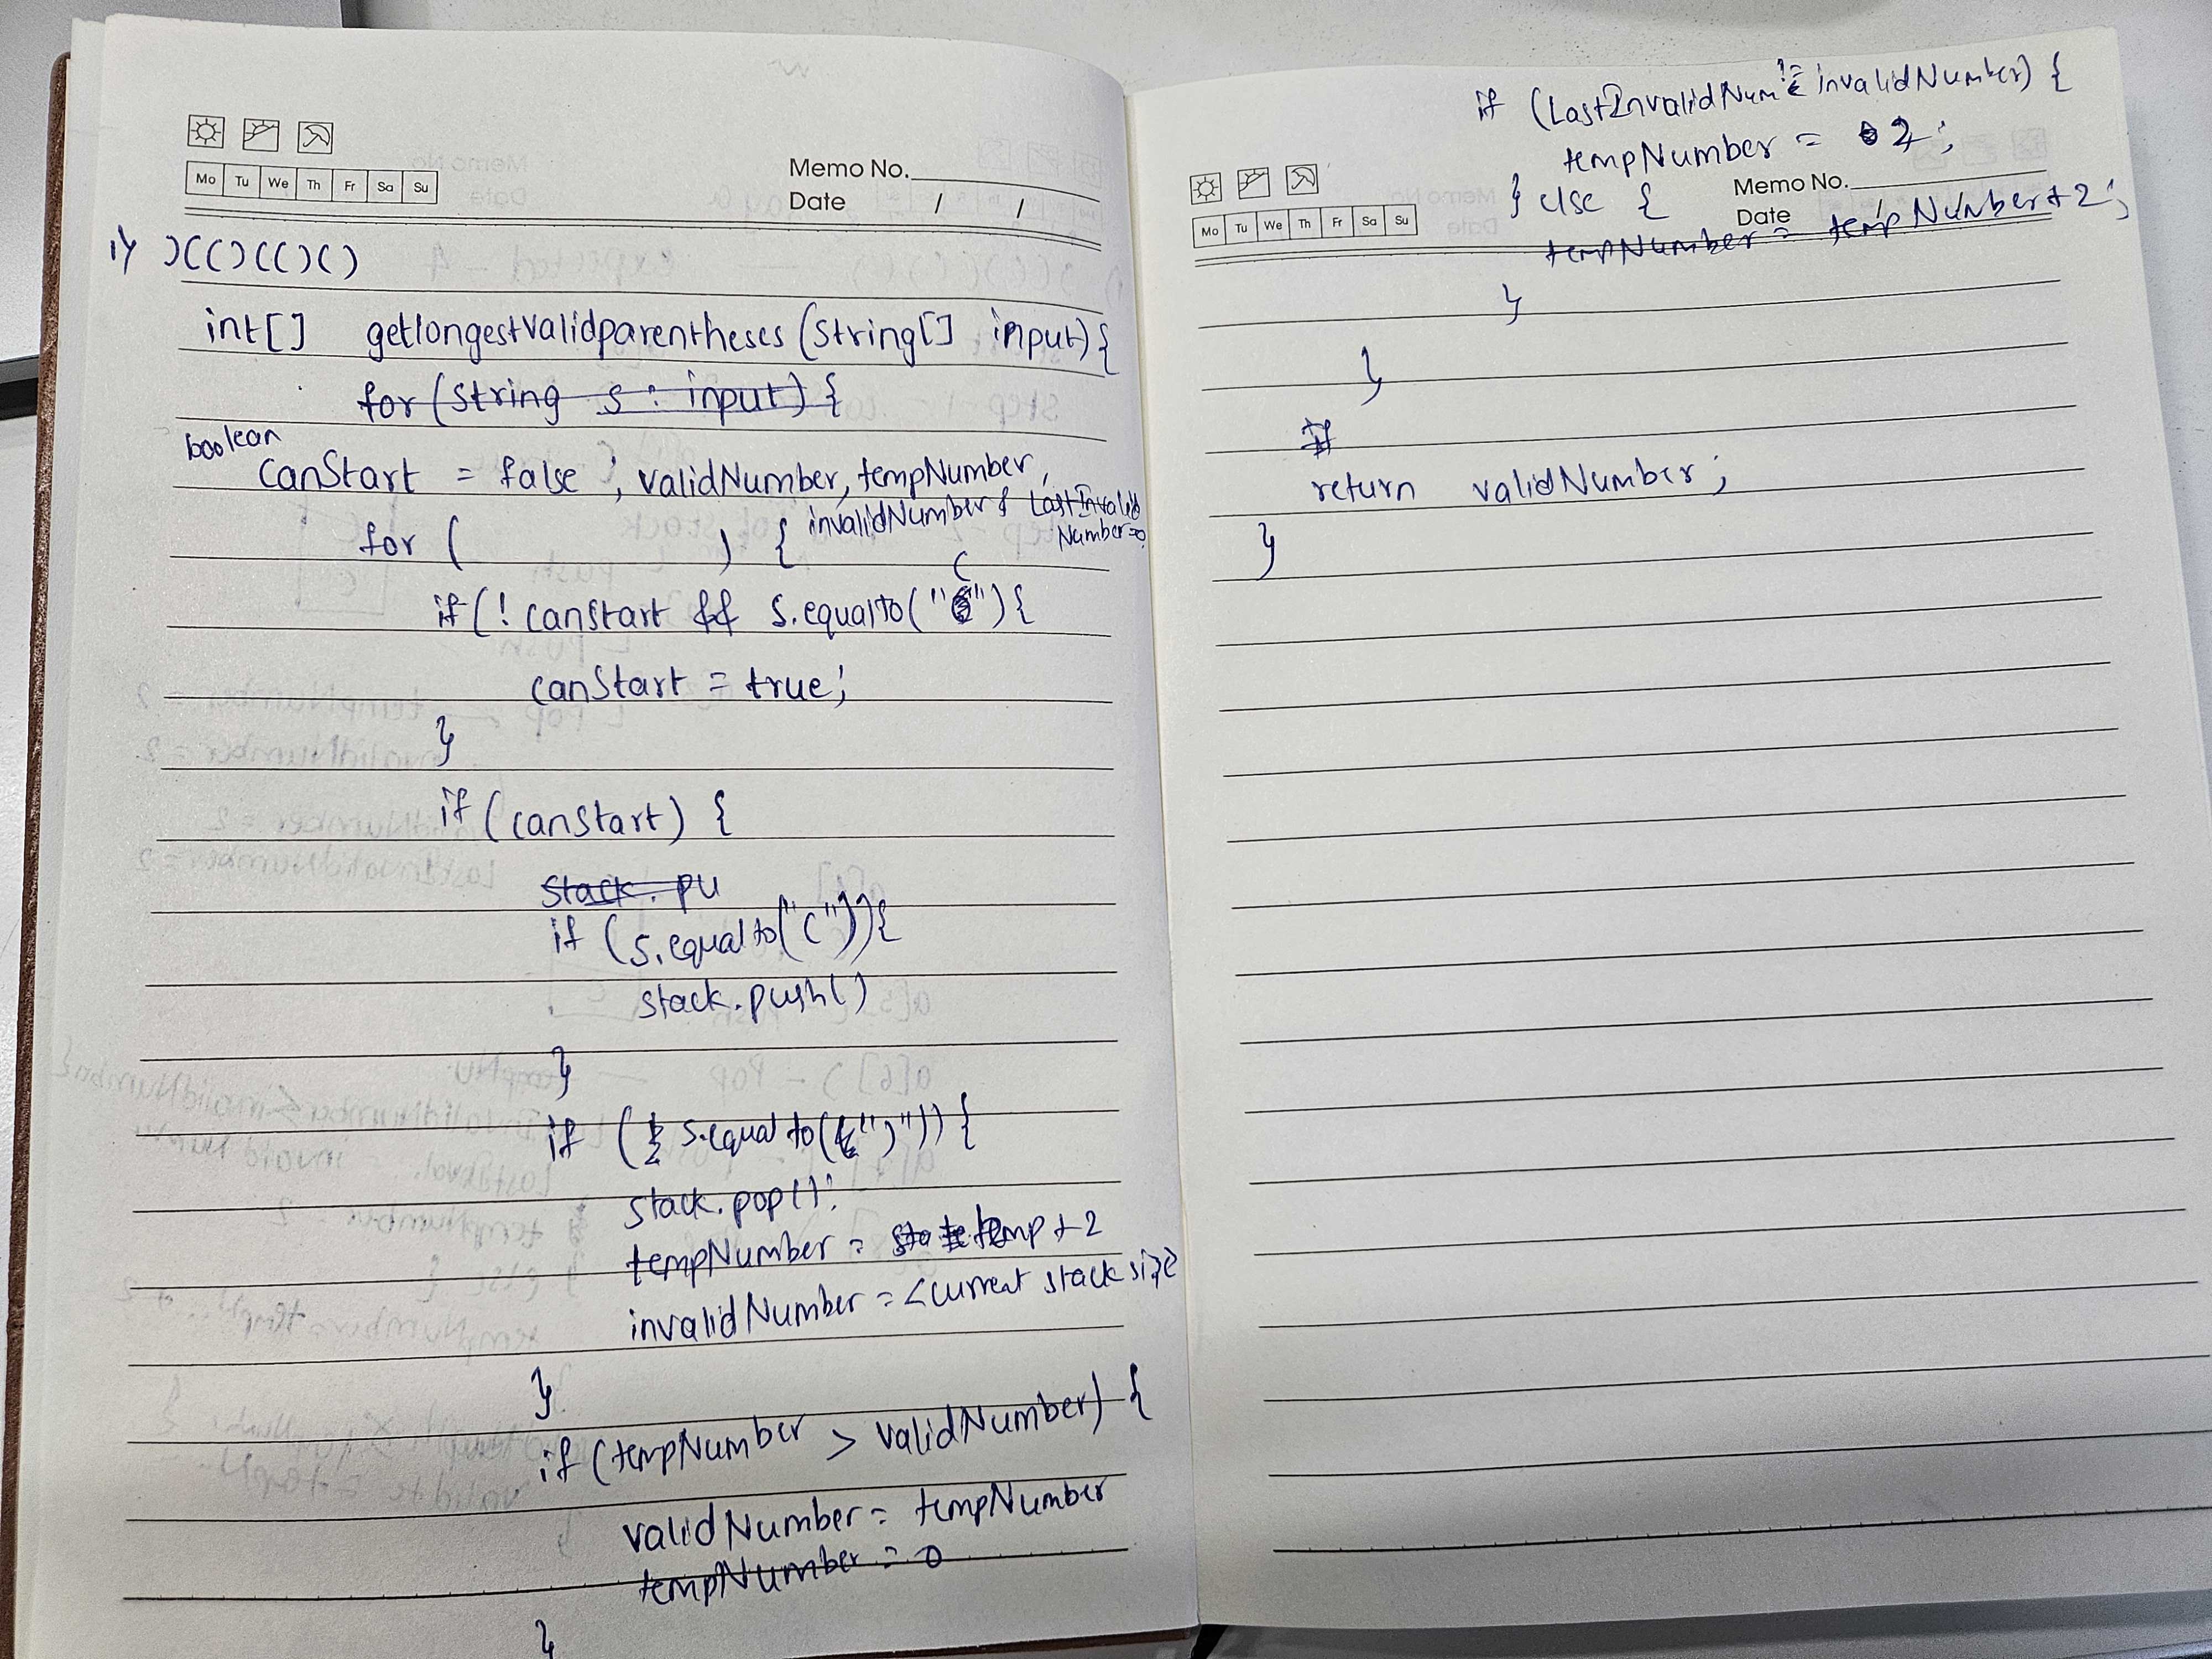 Mo Tu We Th Fr Sa Su
Memo No.
Date / /
1) )(()(()()
int[] getlongestvalidparentheses (String[] input) {
for (String s : input) {
boolean
canStart = false ; validNumber, tempNumber,
invalidNumber & LastInvalid
Number=0
for ( ) {
(
if (! canstart && s.equalto("(") {
canStart = true;
}
if (canstart) {
stack. pu
if (s.equalto("(")){
stack.push()
}
if ( s.equalto(")")) {
stack.pop();
tempNumber = temp + 2
invalidNumber = <current stack size
}
if (tempNumber > validNumber) {
validNumber = tempNumber
tempNumber = 0
}
if (LastInvalidNum != invalidNumber) {
tempNumber = 2;
Mo Tu We Th Fr Sa Su
Memo No.
Date / /
} else {
tempNumber = tempNumber + 2;
}
}
return validNumber;
}